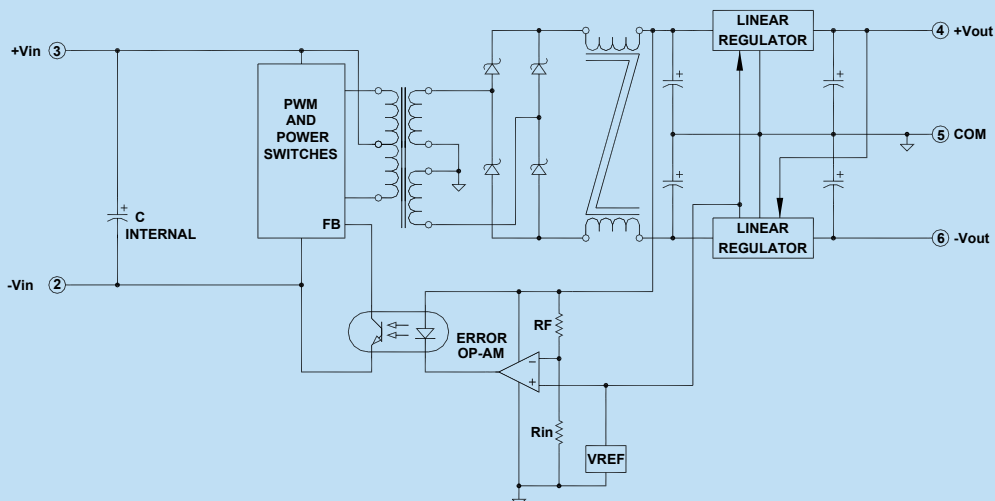 +Vin
3
PWM
AND
POWER
SWITCHES
FB
+
C
INTERNAL
-Vin
2
LINEAR
REGULATOR
4
+Vout
+
+
5
COM
+
+
LINEAR
REGULATOR
6
-Vout
ERROR
OP-AM
RF
−
+
Rin
VREF